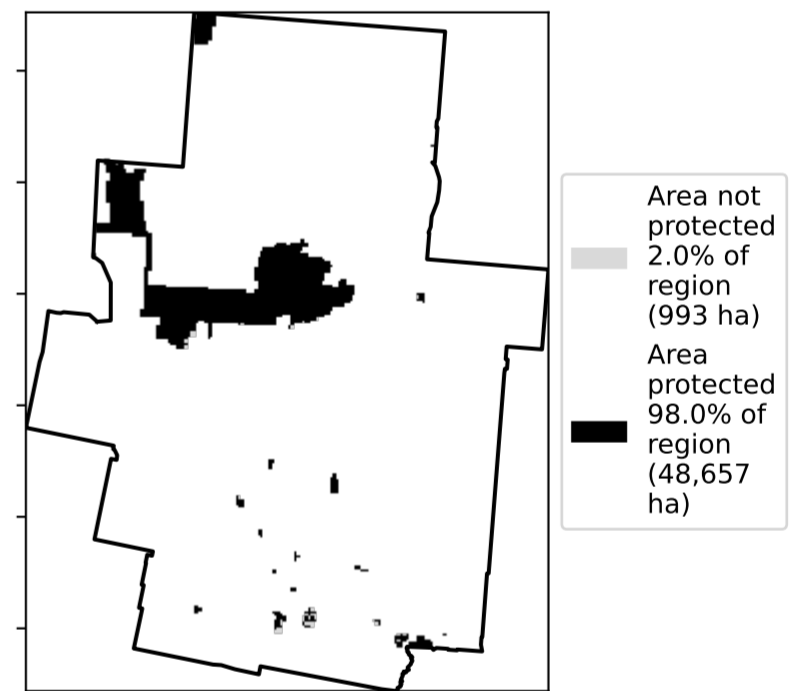 Area not
protected
2.0% of
region
(993 ha)
Area
protected
98.0% of
region
(48,657
ha)